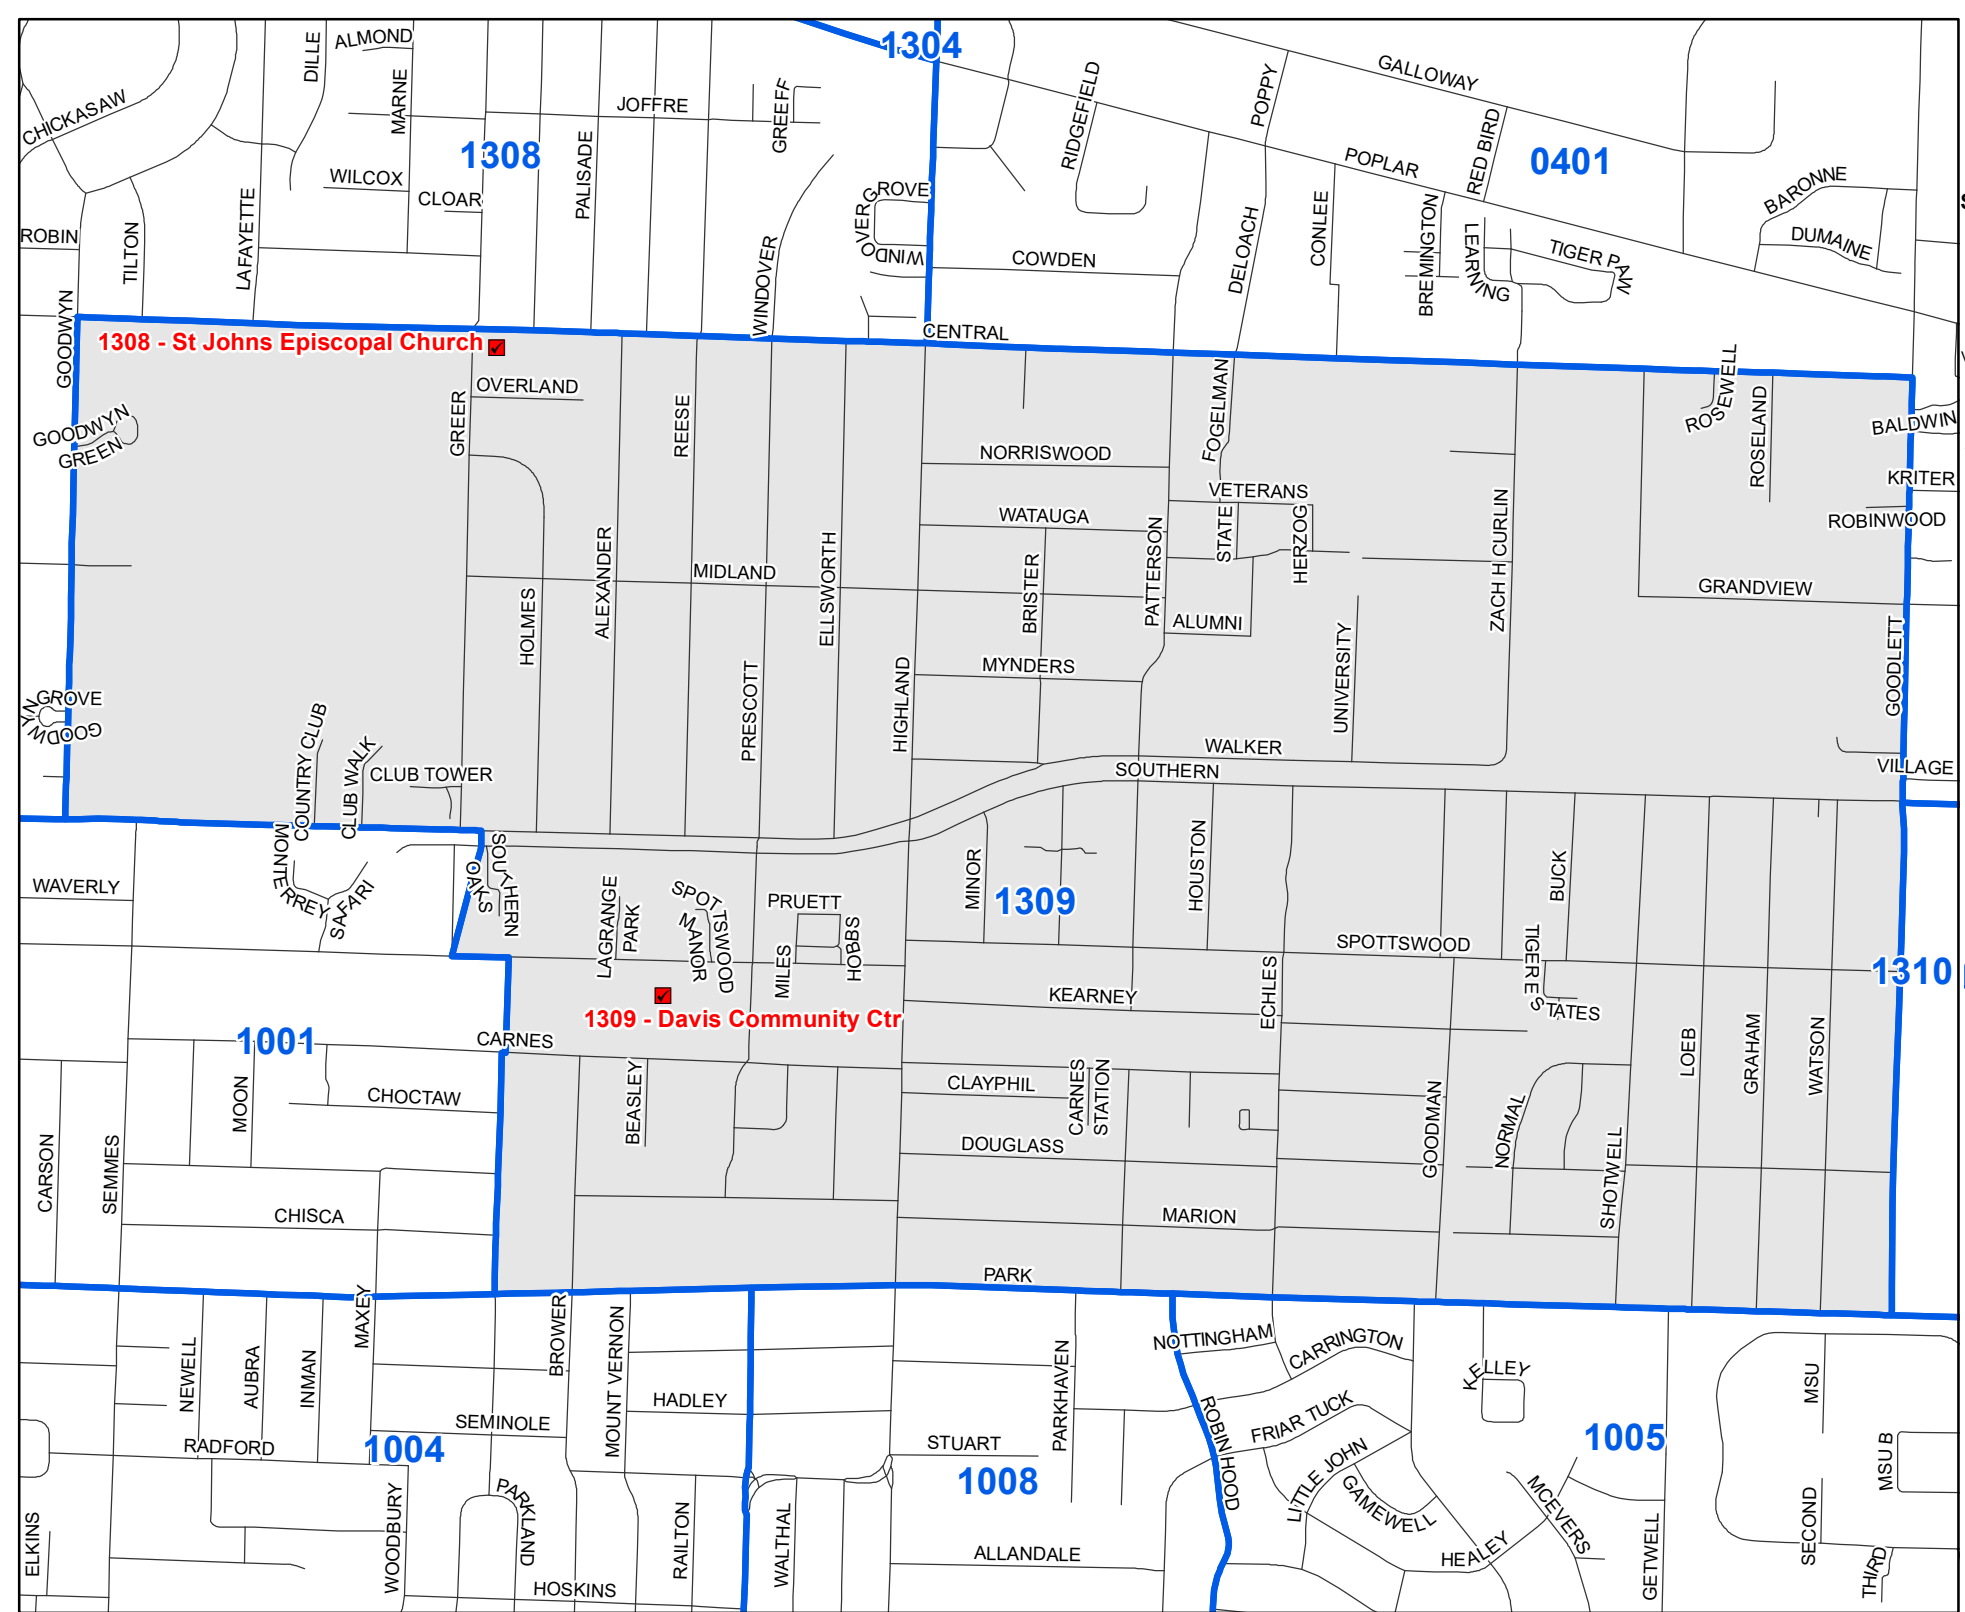 ALMOND
DILLE
1304
GALLOWAY
CHICKASAW
MARNE
JOFFRE
GREEFF
RIDGEFIELD
POPPY
RED BIRD
1308
PALISADE
POPLAR
0401
WILCOX
CLOAR
WINDOVER GROVE
BARONNE
ROBIN
TILTON
LAFAYETTE
WINDOVER
COWDEN
DELOACH
CONLEE
BREMINGTON
LEARNING
TIGER PAW
DUMAINE
S
GOODWYN
CENTRAL
1308 - St Johns Episcopal Church
OVERLAND
GREER
REESE
FOGELMAN
ROSEWELL
ROSELAND
BALDWIN
GOODWYN GREEN
NORRISWOOD
KRITER
VETERANS
WATAUGA
STATE
HERZOG
ROBINWOOD
ALEXANDER
ELLSWORTH
PATTERSON
ZACH H CURLIN
MIDLAND
BRISTER
GRANDVIEW
HOLMES
ALUMNI
PRESCOTT
HIGHLAND
MYNDERS
UNIVERSITY
GOODLETT
GROVE
GOODWYN
COUNTRY CLUB
CLUB WALK
CLUB TOWER
WALKER
SOUTHERN
VILLAGE
MONTERREY
SAFARI
SOUTHERN
OAKS
WAVERLY
LAGRANGE
PARK
SPOTTSWOOD
MANOR
PRUETT
MILES
HOBBS
MINOR
1309
HOUSTON
BUCK
SPOTTSWOOD
TIGER ESTATES
1310
1309 - Davis Community Ctr
KEARNEY
ECHLES
1001
CARNES
LOEB
GRAHAM
WATSON
MOON
CHOCTAW
BEASLEY
CLAYPHIL
CARNES
STATION
GOODMAN
NORMAL
CARSON
SEMMES
DOUGLASS
SHOTWELL
CHISCA
MARION
PARK
MAXEY
BROWER
MOUNT VERNON
NEWELL
AUBRA
INMAN
PARKHAVEN
NOTTINGHAM
CARRINGTON
KELLEY
MSU
HADLEY
SEMINOLE
ROBIN HOOD
FRIAR TUCK
RADFORD
1004
STUART
1005
MSU B
1008
LITTLE JOHN
GAMEWELL
MCEVERS
PARKLAND
WOODBURY
ELKINS
RAILTON
WALTHAL
ALLANDALE
HEALEY
GETWELL
SECOND
THIRD
HOSKINS